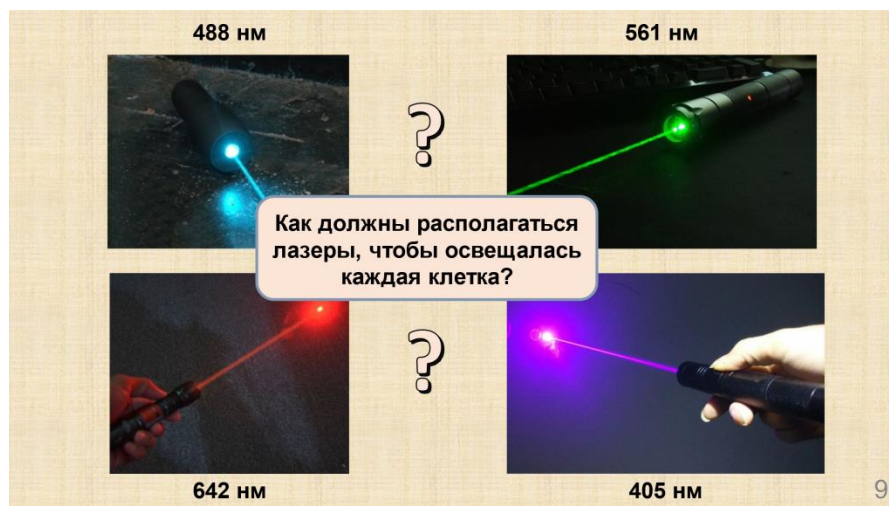 488 нм
561 нм
?
Как должны располагаться
лазеры, чтобы освещалась
каждая клетка?
?
642 нм
405 нм
9